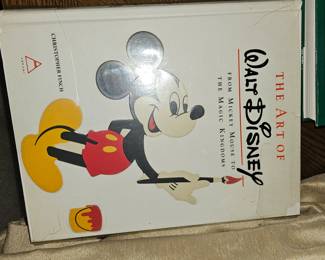 THE ART OF
WALT DISNEY
FROM MICKEY MOUSE TO
THE MAGIC KINGDOMS
CHRISTOPHER FINCH